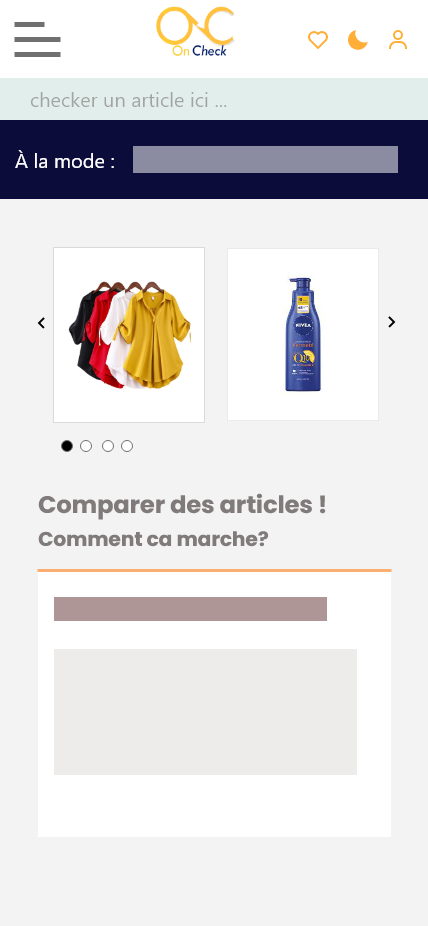 OC
On Check
checker un article ici ...
À la mode :
NIVEA
Q10
Comparer des articles !
Comment ca marche?